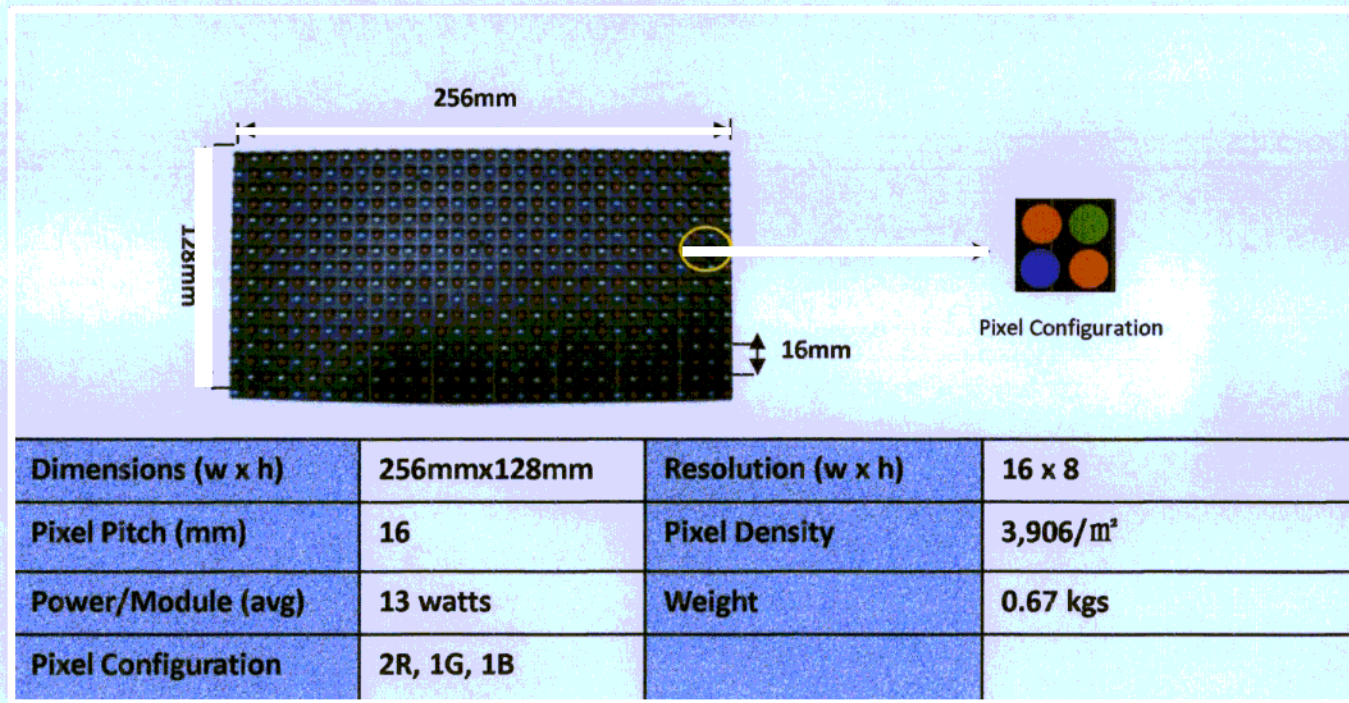 256mm
128mm
16mm
Pixel Configuration
Dimensions (w x h) 256mmx128mm Resolution (w x h) 16 x 8
Pixel Pitch (mm) 16 Pixel Density 3,906/㎡
Power/Module (avg) 13 watts Weight 0.67 kgs
Pixel Configuration 2R, 1G, 1B